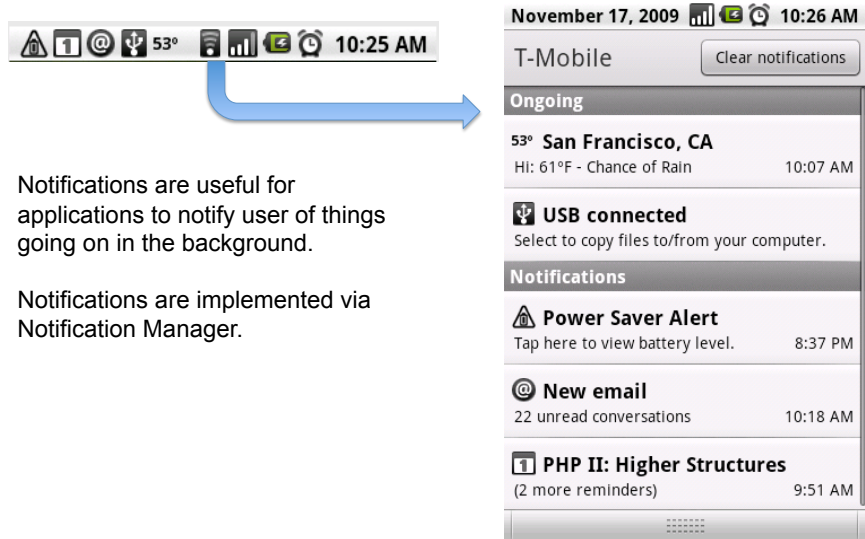 53° 10:25 AM
Notifications are useful for
applications to notify user of things
going on in the background.
Notifications are implemented via
Notification Manager.
November 17, 2009 10:26 AM
T-Mobile Clear notifications
Ongoing
53° San Francisco, CA
Hi: 61°F - Chance of Rain 10:07 AM
USB connected
Select to copy files to/from your computer.
Notifications
Power Saver Alert
Tap here to view battery level. 8:37 PM
@ New email
22 unread conversations 10:18 AM
1 PHP II: Higher Structures
(2 more reminders) 9:51 AM